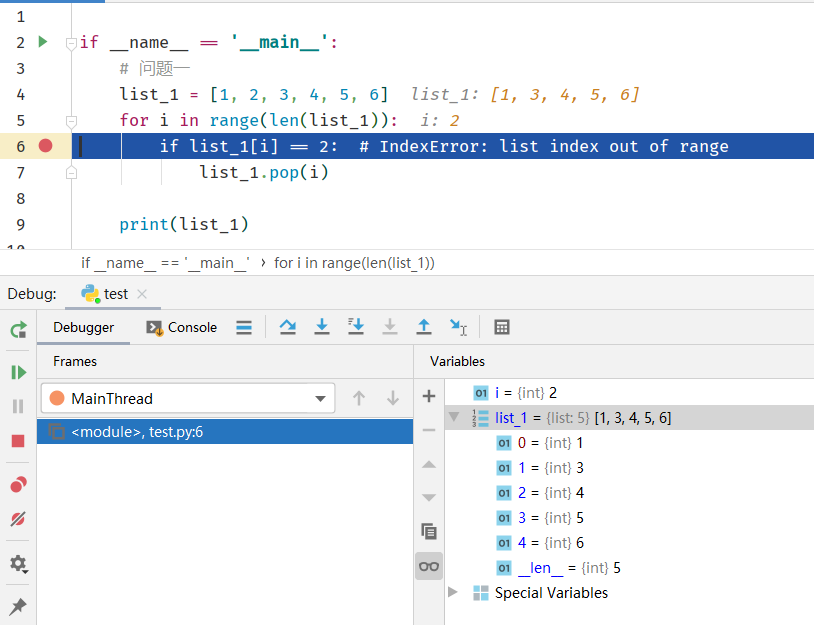 1
2 if __name__ == '__main__':
3 # 问题一
4 list_1 = [1, 2, 3, 4, 5, 6] list_1: [1, 3, 4, 5, 6]
5 for i in range(len(list_1)): i: 2
6 if list_1[i] == 2: # IndexError: list index out of range
7 list_1.pop(i)
8
9 print(list_1)
10
if __name__ == '__main__' › for i in range(len(list_1))
Debug: test
Debugger Console
Frames Variables
MainThread
<module>, test.py:6
01 i = {int} 2
list_1 = {list: 5} [1, 3, 4, 5, 6]
01 0 = {int} 1
01 1 = {int} 3
01 2 = {int} 4
01 3 = {int} 5
01 4 = {int} 6
01 __len__ = {int} 5
Special Variables